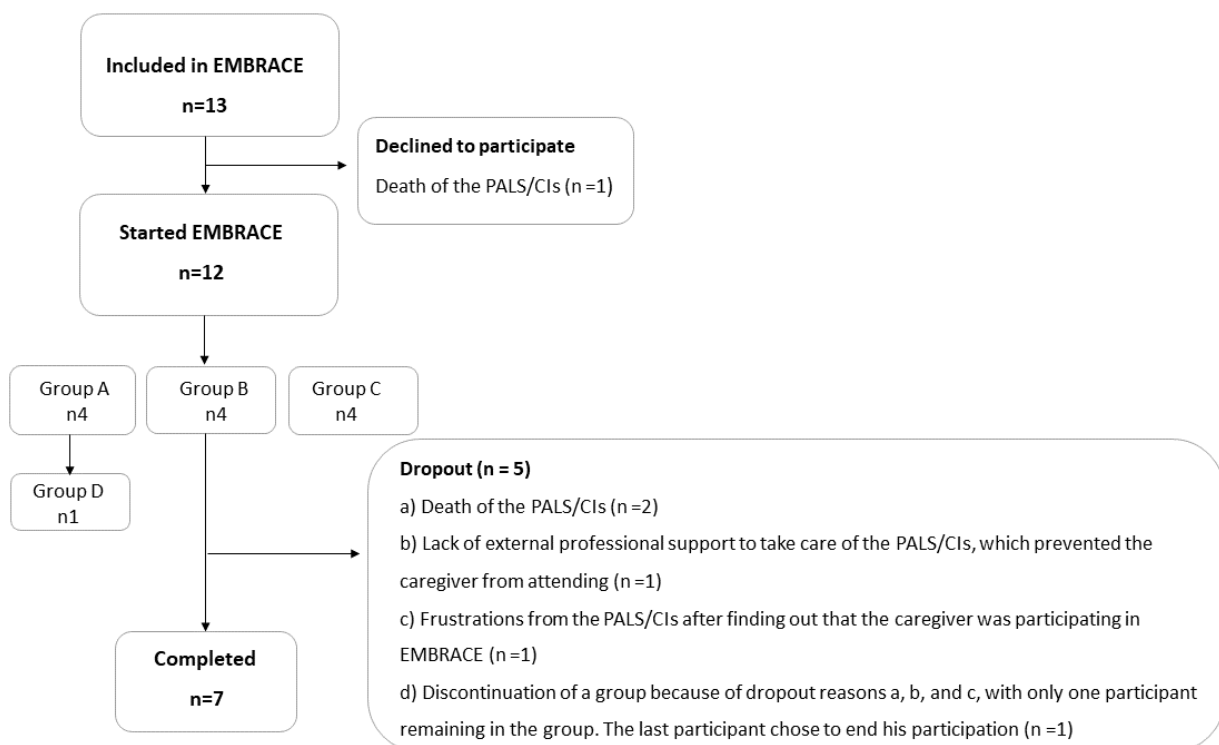 Included in EMBRACE
n=13
Declined to participate
Death of the PALS/CIs (n =1)
Started EMBRACE
n=12
Group A
n4
Group B
n4
Group C
n4
Group D
n1
Dropout (n = 5)
a) Death of the PALS/CIs (n =2)
b) Lack of external professional support to take care of the PALS/CIs, which prevented the
caregiver from attending (n =1)
c) Frustrations from the PALS/CIs after finding out that the caregiver was participating in
EMBRACE (n =1)
d) Discontinuation of a group because of dropout reasons a, b, and c, with only one participant
remaining in the group. The last participant chose to end his participation (n =1)
Completed
n=7